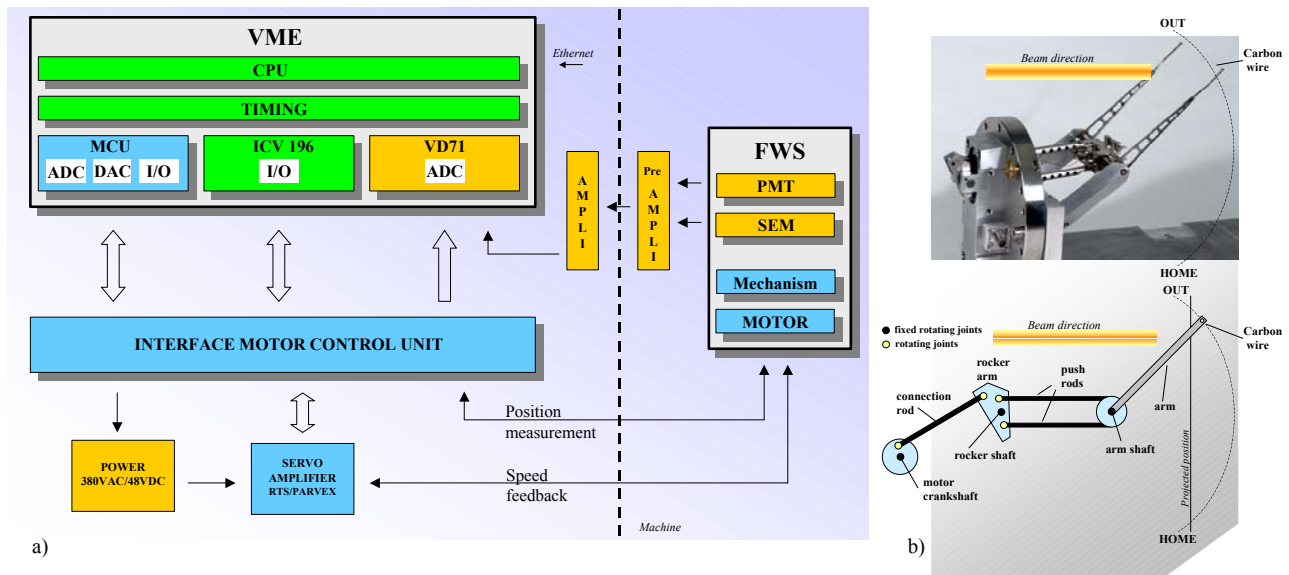 VME
CPU
TIMING
MCU
ADC DAC I/O
ICV 196
I/O
VD71
ADC
Ethernet
AMPLI
Pre
AMPLI
FWS
PMT
SEM
Mechanism
MOTOR
INTERFACE MOTOR CONTROL UNIT
POWER
380VAC/48VDC
SERVO
AMPLIFIER
RTS/PARVEX
Position
measurement
Speed
feedback
Machine
a)
OUT
Beam direction
Carbon
wire
HOME
OUT
fixed rotating joints
rotating joints
Beam direction
Carbon
wire
rocker
arm
push
rods
connection
rod
arm
rocker shaft
arm shaft
motor
crankshaft
Projected position
HOME
b)